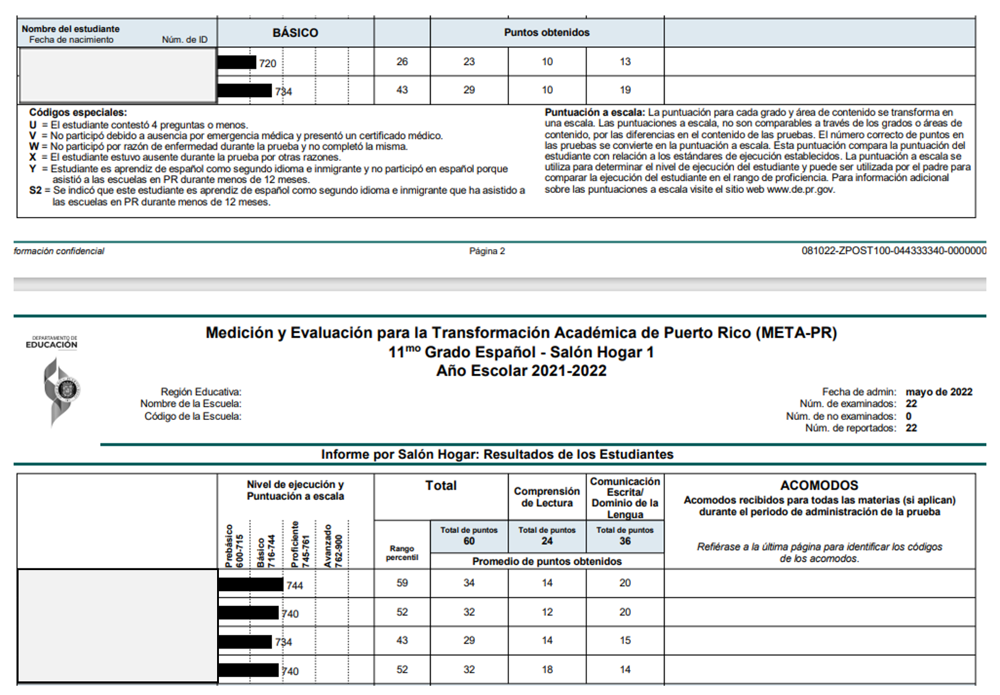 Nombre del estudiante
Fecha de nacimiento Núm. de ID
BÁSICO
Puntos obtenidos
720 26 23 10 13
734 43 29 10 19
Códigos especiales:
U = El estudiante contestó 4 preguntas o menos.
V = No participó debido a ausencia por emergencia médica y presentó un certificado médico.
W = No participó por razón de enfermedad durante la prueba y no completó la misma.
X = El estudiante estuvo ausente durante la prueba por otras razones.
Y = Estudiante es aprendiz de español como segundo idioma e inmigrante y no participó en español porque
asistió a las escuelas en PR durante menos de 12 meses.
S2 = Se indicó que este estudiante es aprendiz de español como segundo idioma e inmigrante que ha asistido a
las escuelas en PR durante menos de 12 meses.
Puntuación a escala: La puntuación para cada grado y área de contenido se transforma en
una escala. Las puntuaciones a escala, no son comparables a través de los grados o áreas de
contenido, por las diferencias en el contenido de las pruebas. El número correcto de puntos en
las pruebas se convierte en la puntuación a escala. Esta puntuación compara la puntuación del
estudiante con relación a los estándares de ejecución establecidos. La puntuación a escala se
utiliza para determinar el nivel de ejecución del estudiante y puede ser utilizada por el padre para
comparar la ejecución del estudiante en el rango de proficiencia. Para información adicional
sobre las puntuaciones a escala visite el sitio web www.de.pr.gov.
formación confidencial
Página 2
081022-ZPOST100-044333340-0000000
DEPARTAMENTO DE
EDUCACIÓN
Medición y Evaluación para la Transformación Académica de Puerto Rico (META-PR)
11mo Grado Español - Salón Hogar 1
Año Escolar 2021-2022
Región Educativa:
Nombre de la Escuela:
Código de la Escuela:
Fecha de admin: mayo de 2022
Núm. de examinados: 22
Núm. de no examinados: 0
Núm. de reportados: 22
Informe por Salón Hogar: Resultados de los Estudiantes
Nivel de ejecución y
Puntuación a escala
Prebásico
600-715
Básico
716-744
Proficiente
745-761
Avanzado
762-900
Total
Rango
percentil
Total de puntos
60
Comprensión
de Lectura
Total de puntos
24
Comunicación
Escrita/
Dominio de la
Lengua
Total de puntos
36
Promedio de puntos obtenidos
ACOMODOS
Acomodos recibidos para todas las materias (si aplican)
durante el periodo de administración de la prueba
Refiérase a la última página para identificar los códigos
de los acomodos.
744 59 34 14 20
740 52 32 12 20
734 43 29 14 15
740 52 32 18 14